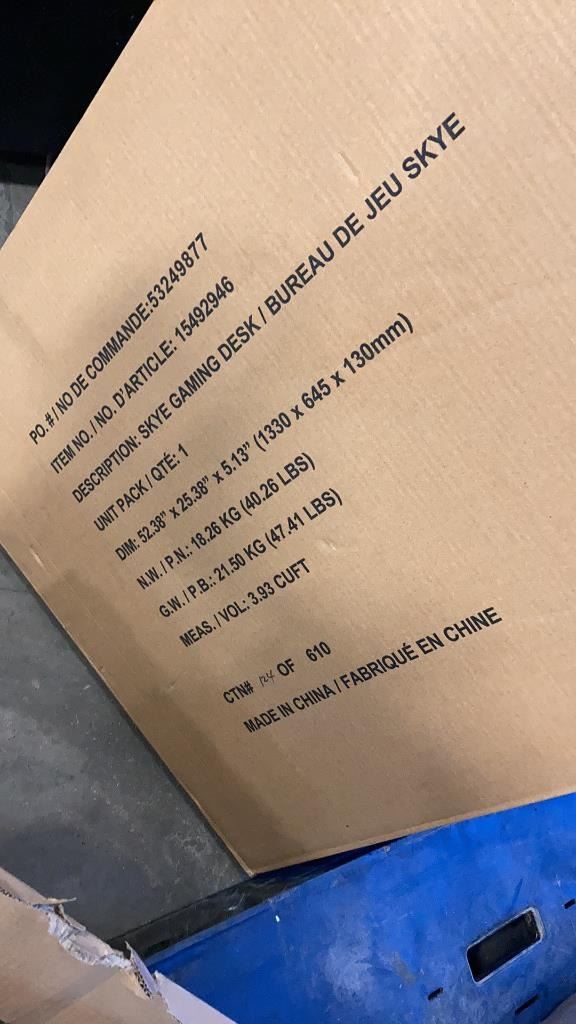 PO. # / NO DE COMMANDE:53249877
ITEM NO. / NO. D'ARTICLE: 15492946
DESCRIPTION: SKYE GAMING DESK / BUREAU DE JEU SKYE
UNIT PACK / QTÉ: 1
DIM: 52.38" x 25.38" x 5.13" (1330 x 645 x 130mm)
N.W. / P.N.: 18.26 KG (40.26 LBS)
G.W. / P.B.: 21.50 KG (47.41 LBS)
MEAS. / VOL: 3.93 CUFT
CTN# 124 OF 610
MADE IN CHINA / FABRIQUÉ EN CHINE